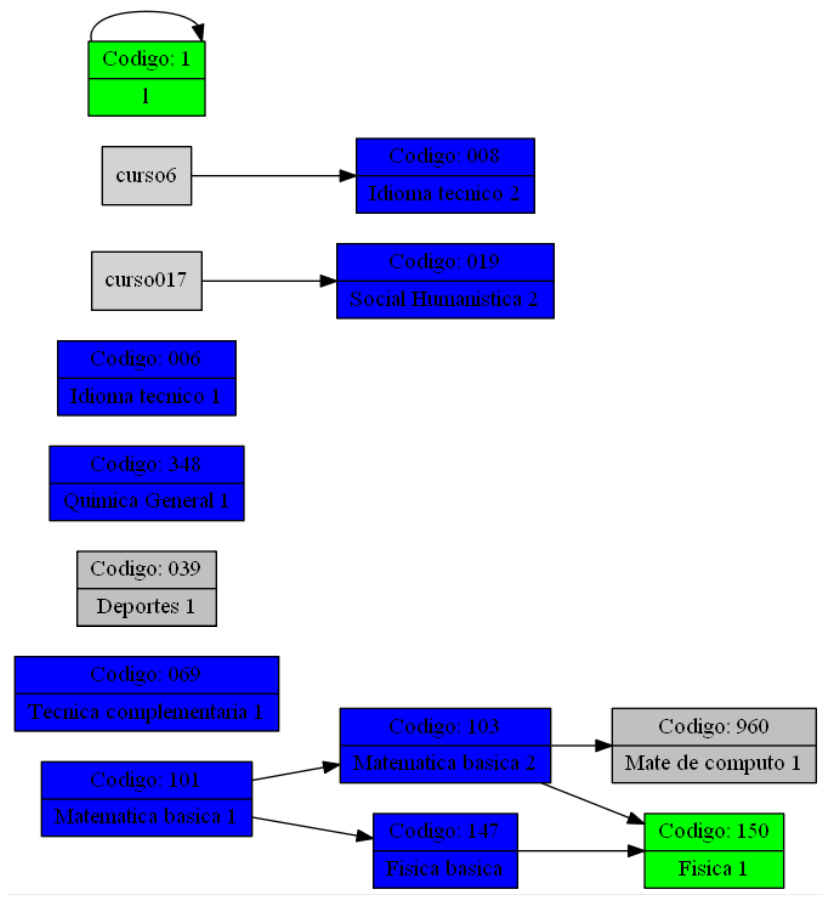 Codigo: 1
1
curso6
Codigo: 008
Idioma tecnico 2
curso017
Codigo: 019
Social Humanistica 2
Codigo: 006
Idioma tecnico 1
Codigo: 348
Quimica General 1
Codigo: 039
Deportes 1
Codigo: 069
Tecnica complementaria 1
Codigo: 103
Matematica basica 2
Codigo: 960
Mate de computo 1
Codigo: 101
Matematica basica 1
Codigo: 147
Fisica basica
Codigo: 150
Fisica 1